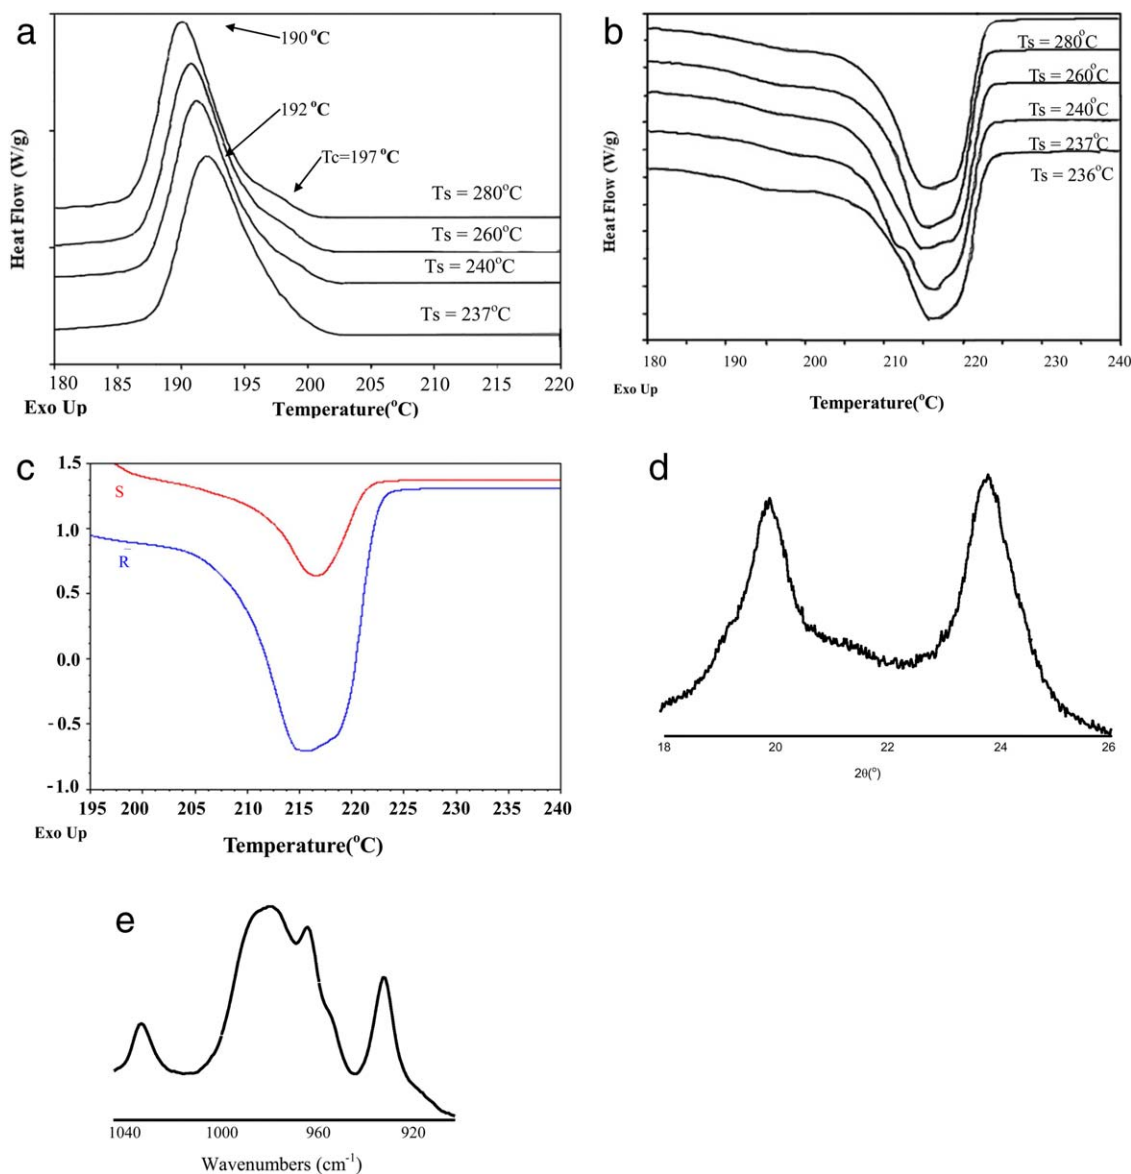 a
190 °C
192 °C
Tc=197 °C
Ts = 280°C
Ts = 260°C
Ts = 240°C
Ts = 237°C
Heat Flow (W/g)
180 185 190 195 200 205 210 215 220
Exo Up
Temperature(°C)
b
Ts = 280°C
Ts = 260°C
Ts = 240°C
Ts = 237°C
Ts = 236°C
Heat Flow (W/g)
180 190 200 210 220 230 240
Exo Up
Temperature(°C)
c
1.5
1.0
0.5
0.0
-0.5
-1.0
S
R
195 200 205 210 215 220 225 230 235 240
Exo Up
Temperature(°C)
d
18 20 22 24 26
2θ(°)
e
1040 1000 960 920
Wavenumbers (cm⁻¹)